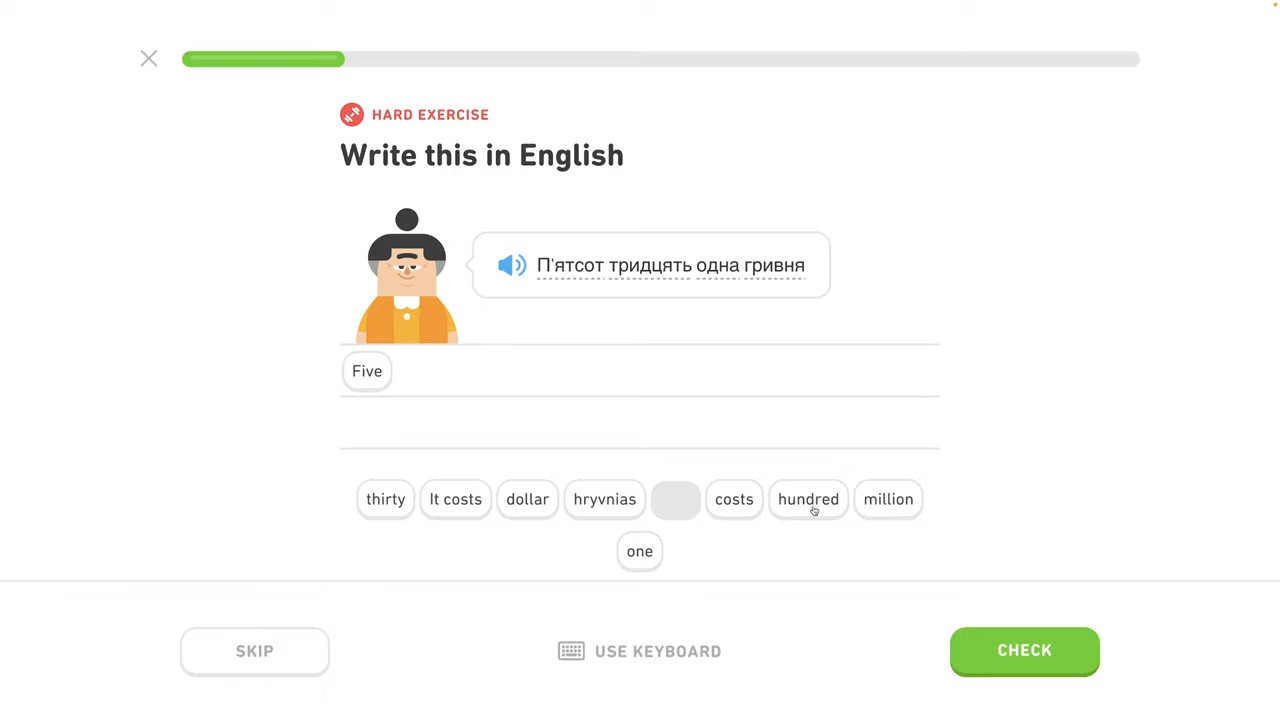 HARD EXERCISE
Write this in English
П'ятсот тридцять одна гривня
Five
thirty It costs dollar hryvnias costs hundred million
one
SKIP USE KEYBOARD CHECK